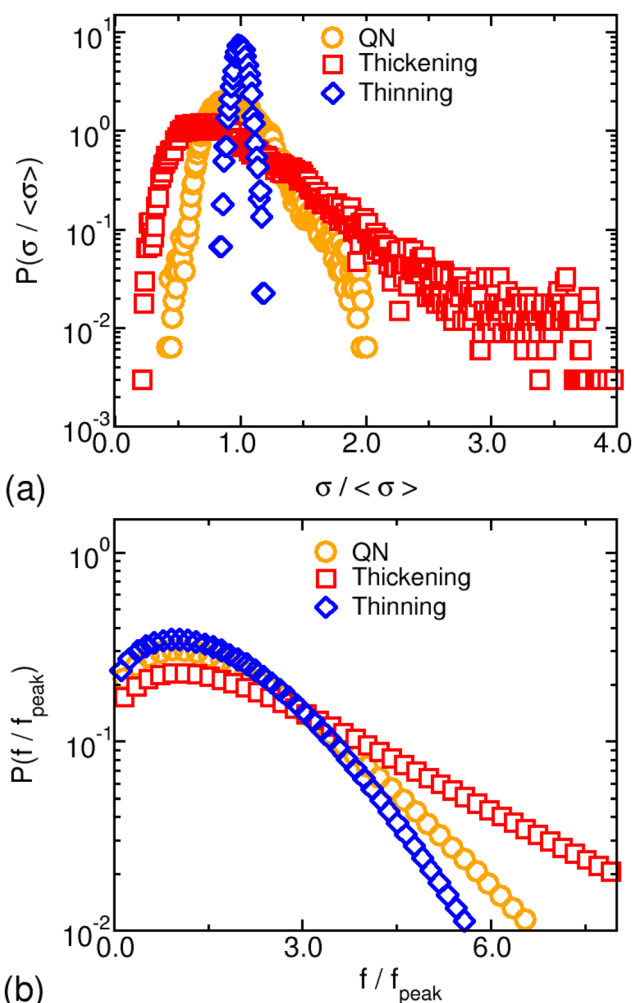 10^1
10^0
10^-1
10^-2
10^-3
P(σ / <σ>)
QN
Thickening
Thinning
0.0 1.0 2.0 3.0 4.0
(a) σ / < σ >
10^0
10^-1
10^-2
P(f / f_peak)
QN
Thickening
Thinning
0.0 3.0 6.0
(b) f / f_peak